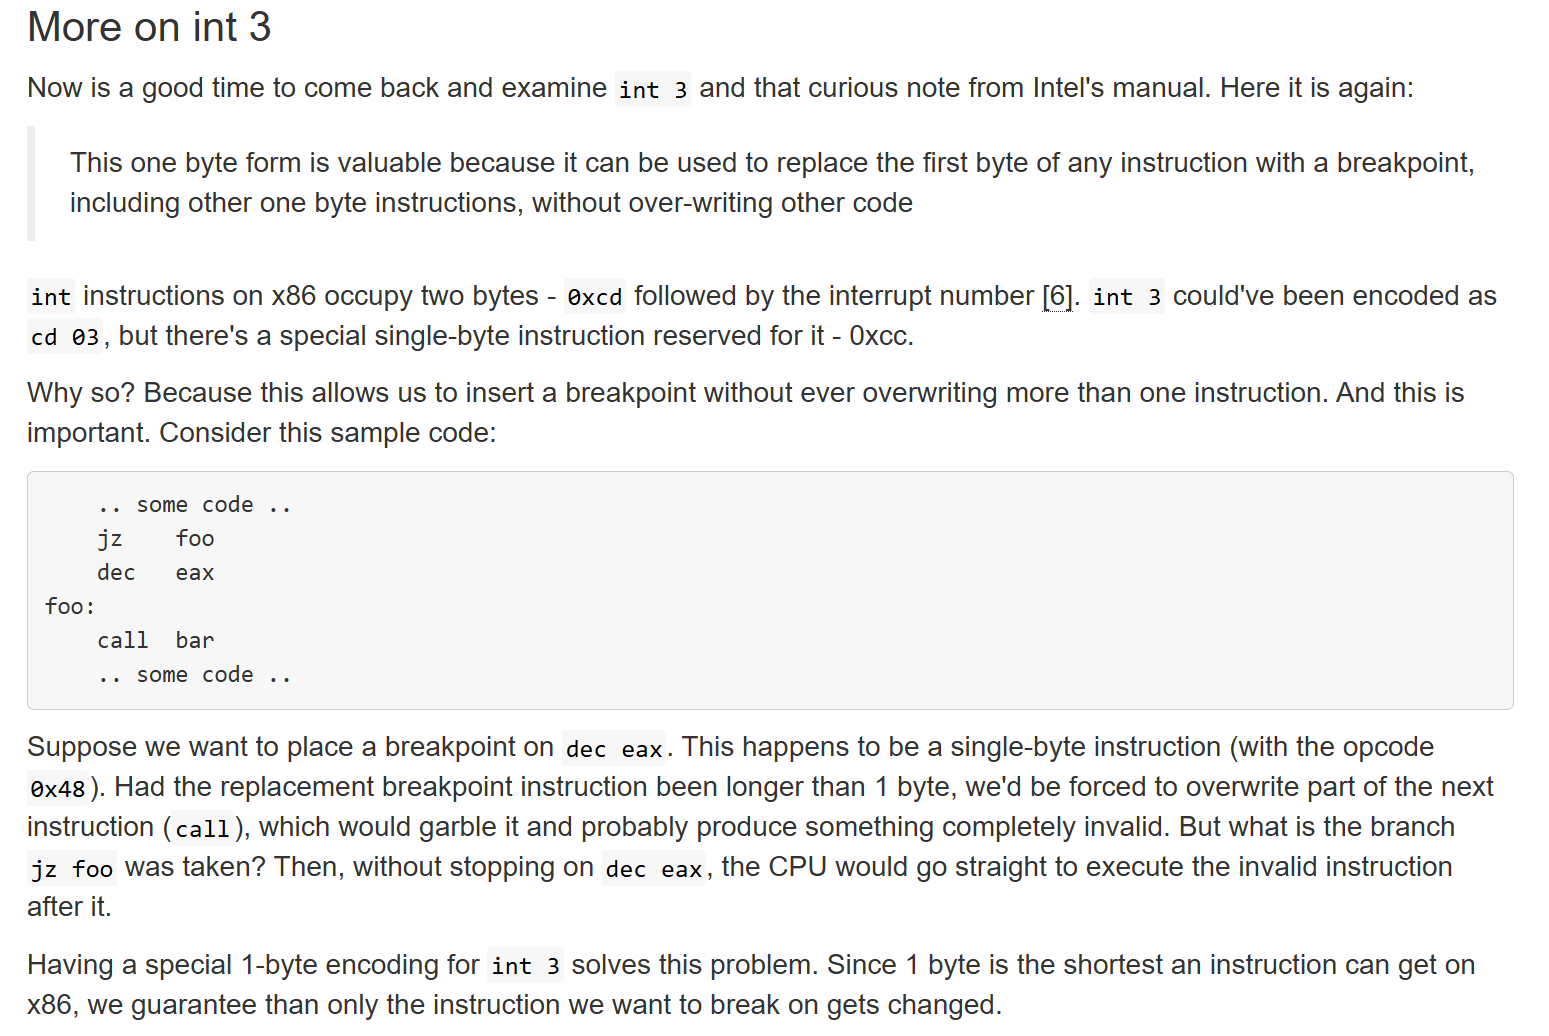 More on int 3
Now is a good time to come back and examine int 3 and that curious note from Intel's manual. Here it is again:
This one byte form is valuable because it can be used to replace the first byte of any instruction with a breakpoint,
including other one byte instructions, without over-writing other code
int instructions on x86 occupy two bytes - 0xcd followed by the interrupt number [6]. int 3 could've been encoded as
cd 03, but there's a special single-byte instruction reserved for it - 0xcc.
Why so? Because this allows us to insert a breakpoint without ever overwriting more than one instruction. And this is
important. Consider this sample code:
    .. some code ..
    jz    foo
    dec   eax
foo:
    call  bar
    .. some code ..
Suppose we want to place a breakpoint on dec eax. This happens to be a single-byte instruction (with the opcode
0x48). Had the replacement breakpoint instruction been longer than 1 byte, we'd be forced to overwrite part of the next
instruction (call), which would garble it and probably produce something completely invalid. But what is the branch
jz foo was taken? Then, without stopping on dec eax, the CPU would go straight to execute the invalid instruction
after it.
Having a special 1-byte encoding for int 3 solves this problem. Since 1 byte is the shortest an instruction can get on
x86, we guarantee than only the instruction we want to break on gets changed.